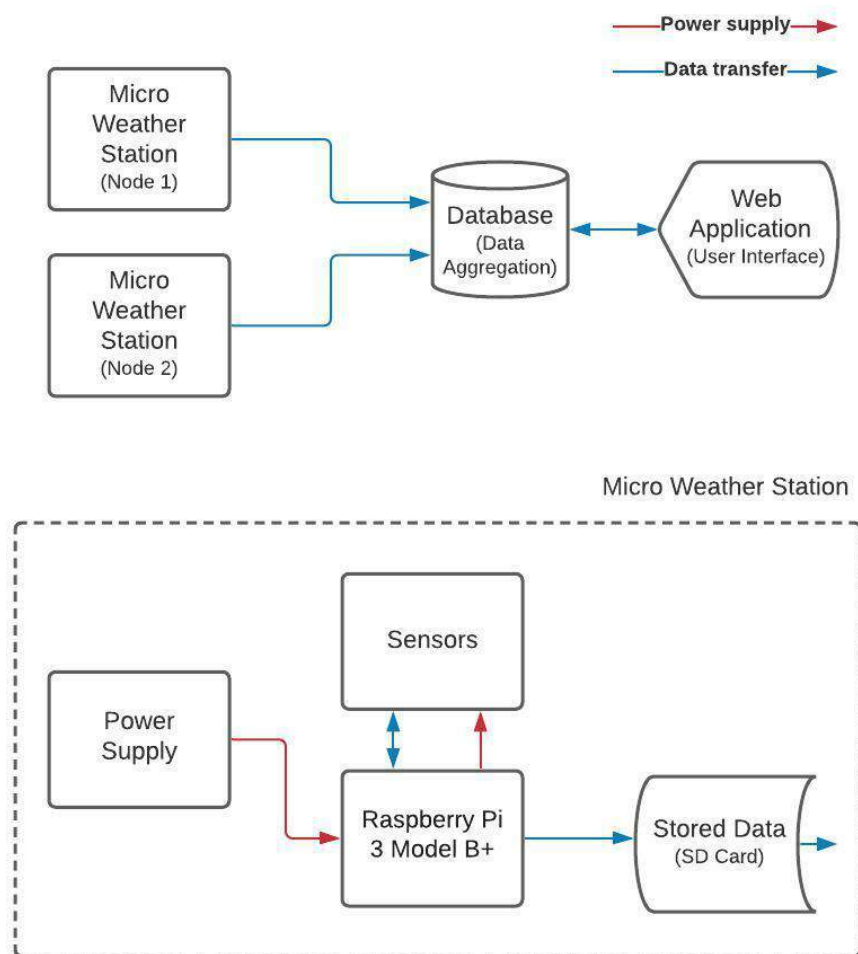 Power supply
Data transfer
Micro
Weather
Station
(Node 1)
Database
(Data
Aggregation)
Web
Application
(User Interface)
Micro
Weather
Station
(Node 2)
Micro Weather Station
Sensors
Power
Supply
Raspberry Pi
3 Model B+
Stored Data
(SD Card)